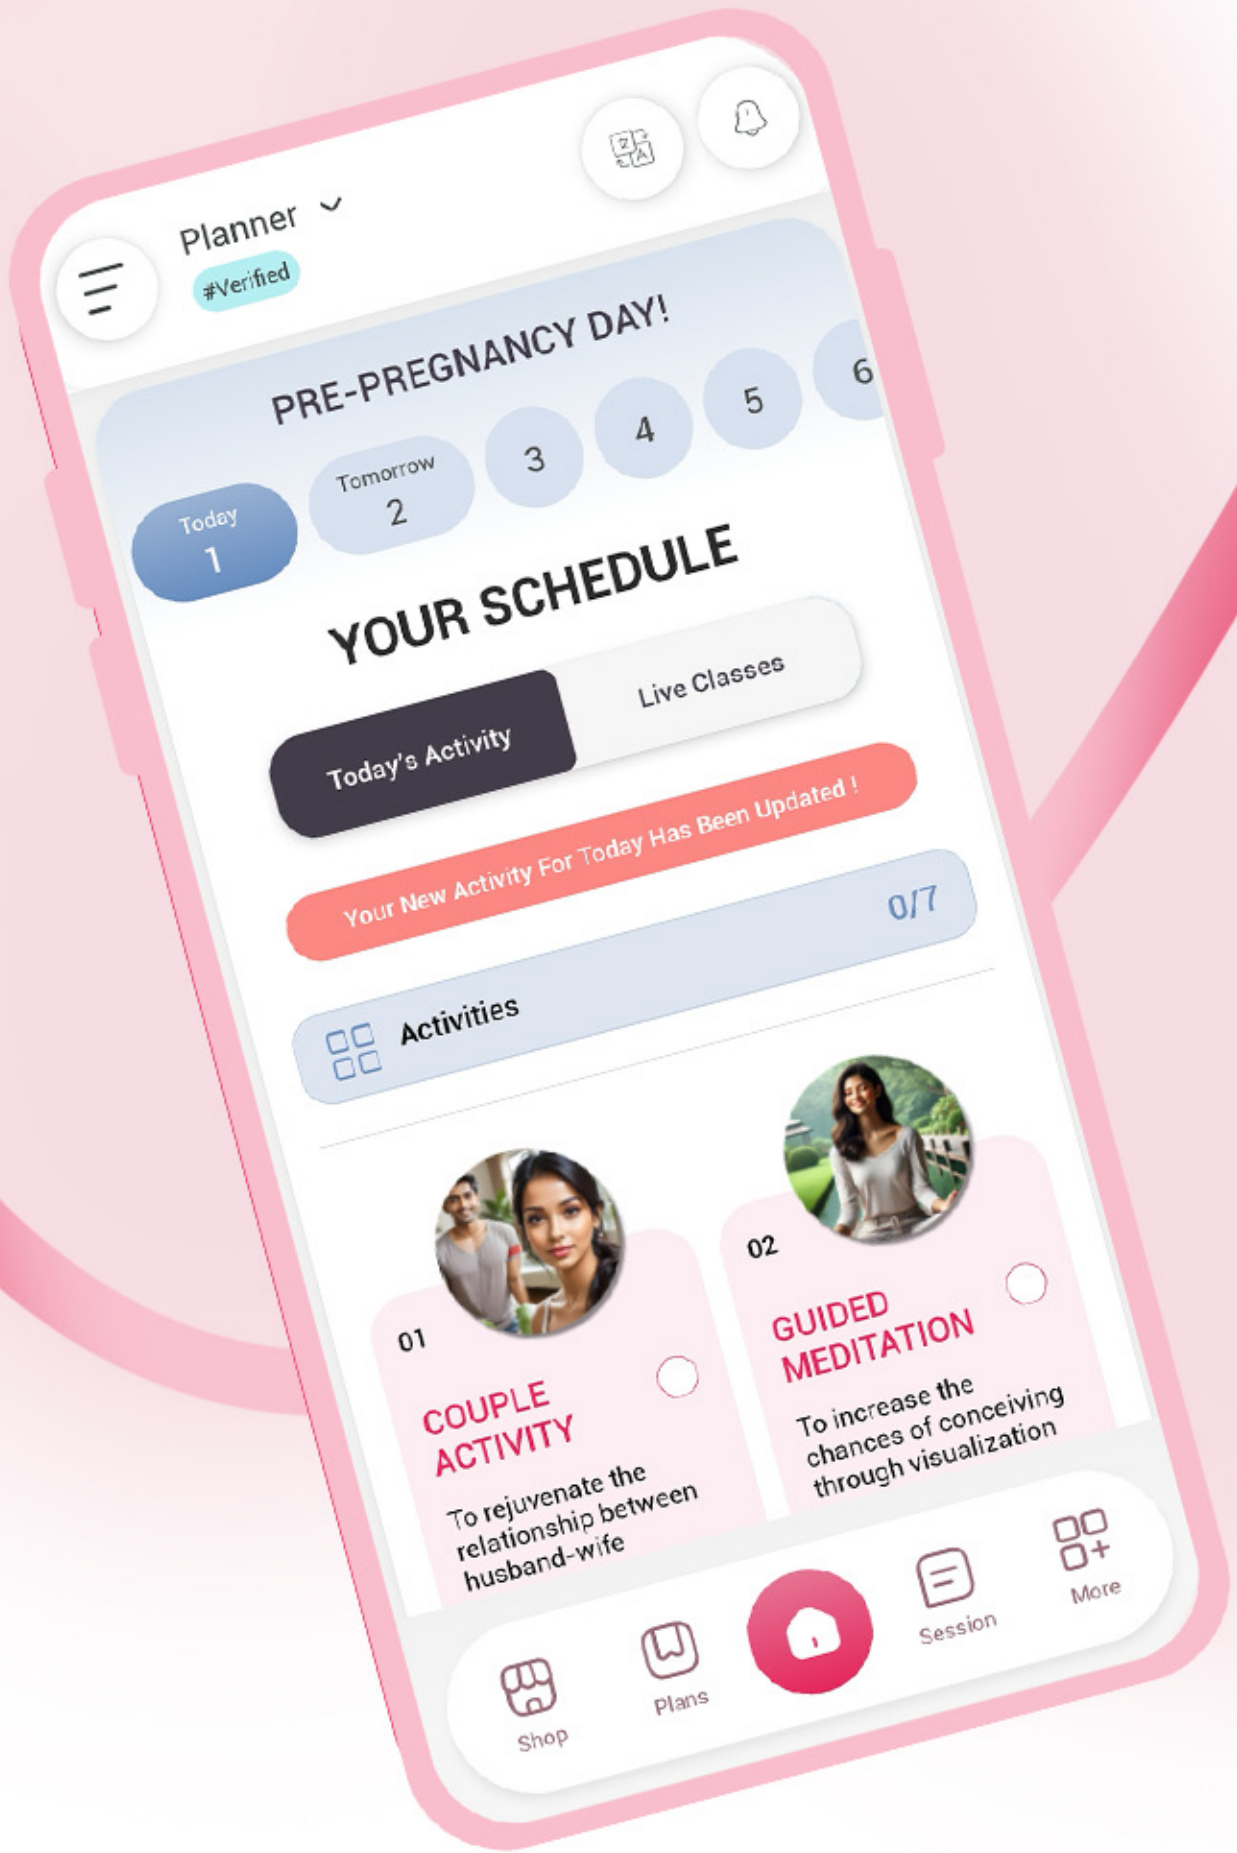 Planner
#Verified
PRE-PREGNANCY DAY!
Today
1
Tomorrow
2
3
4
5
6
YOUR SCHEDULE
Today's Activity
Live Classes
Your New Activity For Today Has Been Updated !
Activities
0/7
01
COUPLE
ACTIVITY
To rejuvenate the
relationship between
husband-wife
02
GUIDED
MEDITATION
To increase the
chances of conceiving
through visualization
Shop
Plans
Session
More